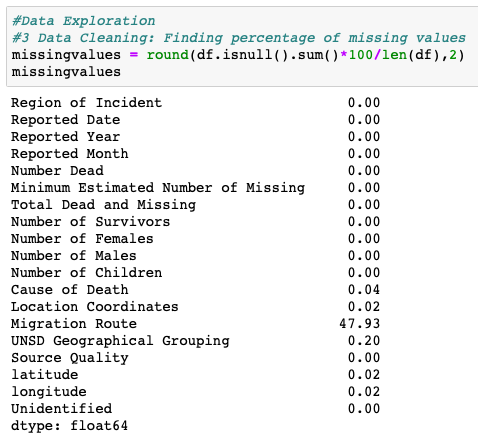 #Data Exploration
#3 Data Cleaning: Finding percentage of missing values
missingvalues = round(df.isnull().sum()*100/len(df),2)
missingvalues
Region of Incident 0.00
Reported Date 0.00
Reported Year 0.00
Reported Month 0.00
Number Dead 0.00
Minimum Estimated Number of Missing 0.00
Total Dead and Missing 0.00
Number of Survivors 0.00
Number of Females 0.00
Number of Males 0.00
Number of Children 0.00
Cause of Death 0.04
Location Coordinates 0.02
Migration Route 47.93
UNSD Geographical Grouping 0.20
Source Quality 0.00
latitude 0.02
longitude 0.02
Unidentified 0.00
dtype: float64